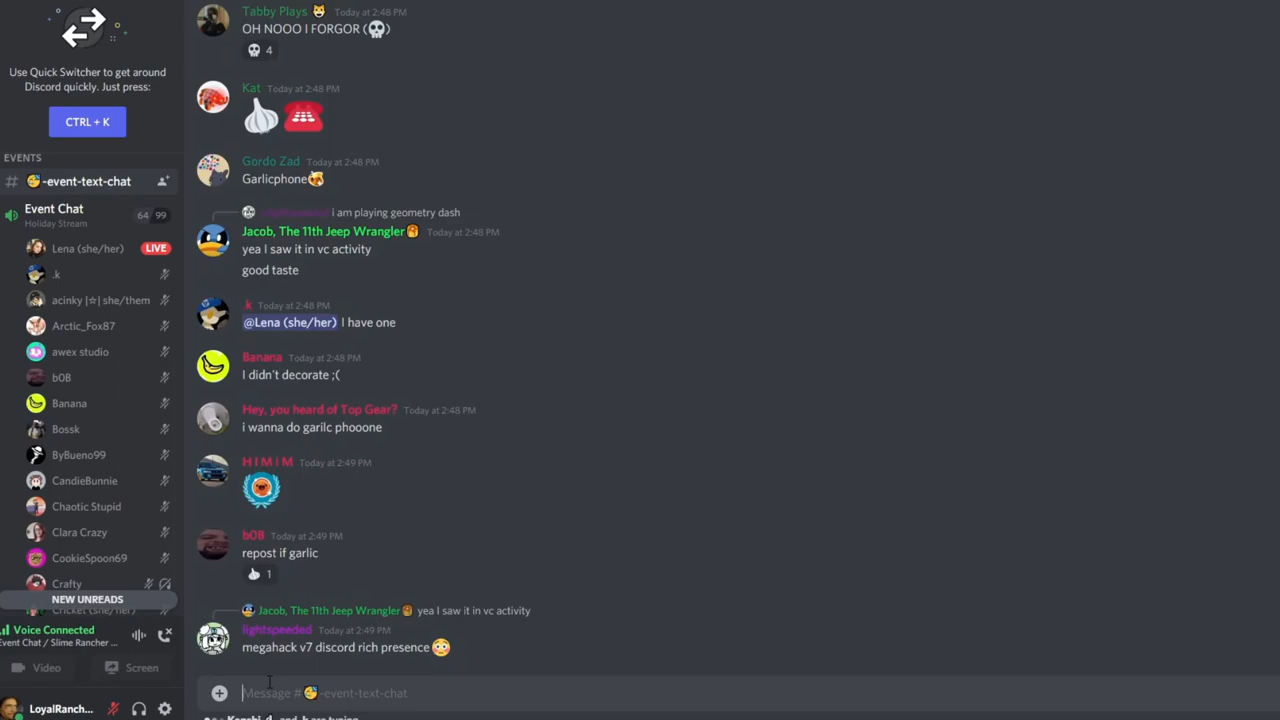 Use Quick Switcher to get around
Discord quickly. Just press:
CTRL + K
EVENTS
-event-text-chat
Event Chat
64 99
Holiday Stream
Lena (she/her)
LIVE
.k
acinky |☆| she/them
Arctic_Fox87
awex studio
b0B
Banana
Bossk
ByBueno99
CandieBunnie
Chaotic Stupid
Clara Crazy
CookieSpoon69
Crafty
NEW UNREADS
Cricket (she/her)
Voice Connected
Event Chat / Slime Rancher
Video
Screen
LoyalRanch...
Tabby Plays Today at 2:48 PM
OH NOOO I FORGOR (💀)
4
Kat Today at 2:48 PM
Gordo Zad Today at 2:48 PM
Garlicphone
i am playing geometry dash
Jacob, The 11th Jeep Wrangler Today at 2:48 PM
yea I saw it in vc activity
good taste
.k Today at 2:48 PM
@Lena (she/her) I have one
Banana Today at 2:48 PM
I didn't decorate ;(
Hey, you heard of Top Gear? Today at 2:48 PM
i wanna do garilc phooone
H I M I M Today at 2:49 PM
b0B Today at 2:49 PM
repost if garlic
1
Jacob, The 11th Jeep Wrangler yea I saw it in vc activity
lightspeeded Today at 2:49 PM
megahack v7 discord rich presence 😳
Message # -event-text-chat
and .k are typing